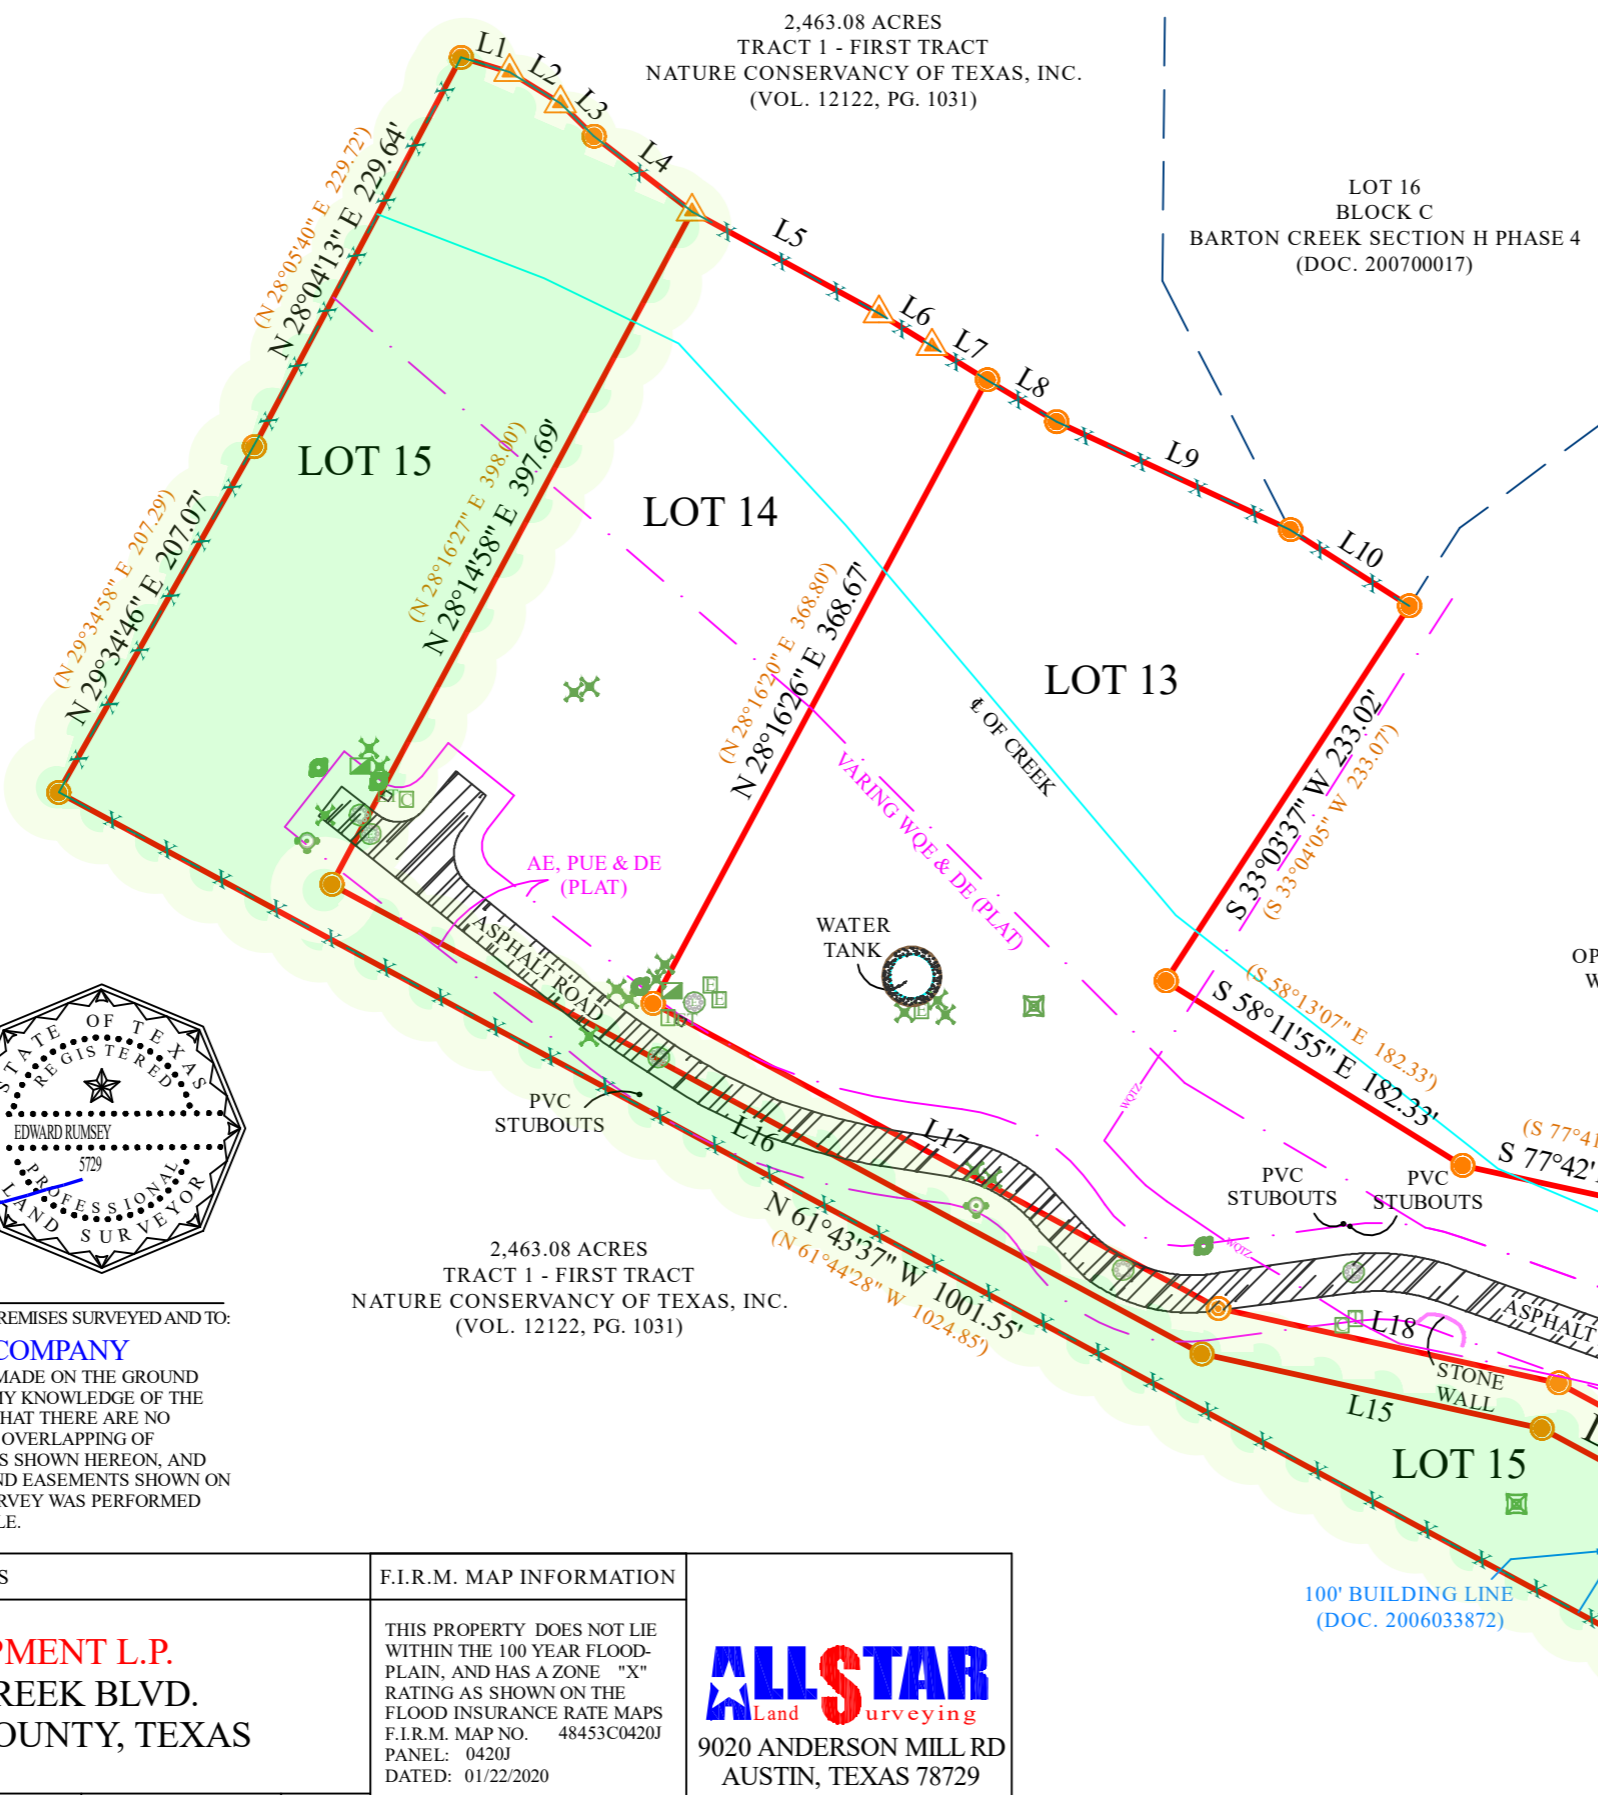 2,463.08 ACRES
TRACT 1 - FIRST TRACT
NATURE CONSERVANCY OF TEXAS, INC.
(VOL. 12122, PG. 1031)
L1
L2
L3
L4
L5
L6
L7
L8
L9
L10
LOT 16
BLOCK C
BARTON CREEK SECTION H PHASE 4
(DOC. 200700017)
(N 28°05'40" E 229.72')
N 28°04'13" E 229.64'
LOT 15
(N 29°34'58" E 207.29')
N 29°34'46" E 207.07'
(N 28°16'27" E 398.00')
N 28°14'58" E 397.69'
LOT 14
(N 28°16'20" E 368.80')
N 28°16'26" E 368.67'
LOT 13
℄ OF CREEK
S 33°03'37" W 233.02'
(S 33°04'05" W 233.07')
VARING WQE & DE (PLAT)
AE, PUE & DE
(PLAT)
ASPHALT ROAD
WATER
TANK
(S 58°13'07" E 182.33')
S 58°11'55" E 182.33'
OP
W
(S 77°41
S 77°42'
WQTZ
WQTZ
PVC
STUBOUTS
PVC
STUBOUTS
PVC
STUBOUTS
L16
L17
N 61°43'37" W 1001.55'
(N 61°44'28" W 1024.85')
L18
ASPHALT
STONE
WALL
L15
LOT 15
L
100' BUILDING LINE
(DOC. 2006033872)
STATE OF TEXAS
REGISTERED
EDWARD RUMSEY
5729
PROFESSIONAL
LAND SURVEYOR
2,463.08 ACRES
TRACT 1 - FIRST TRACT
NATURE CONSERVANCY OF TEXAS, INC.
(VOL. 12122, PG. 1031)
REMISES SURVEYED AND TO:
COMPANY
MADE ON THE GROUND
MY KNOWLEDGE OF THE
HAT THERE ARE NO
OVERLAPPING OF
S SHOWN HEREON, AND
ND EASEMENTS SHOWN ON
RVEY WAS PERFORMED
LE.
S
PMENT L.P.
REEK BLVD.
OUNTY, TEXAS
F.I.R.M. MAP INFORMATION
THIS PROPERTY DOES NOT LIE
WITHIN THE 100 YEAR FLOOD-
PLAIN, AND HAS A ZONE "X"
RATING AS SHOWN ON THE
FLOOD INSURANCE RATE MAPS
F.I.R.M. MAP NO. 48453C0420J
PANEL: 0420J
DATED: 01/22/2020
ALLSTAR
Land Surveying
9020 ANDERSON MILL RD
AUSTIN, TEXAS 78729